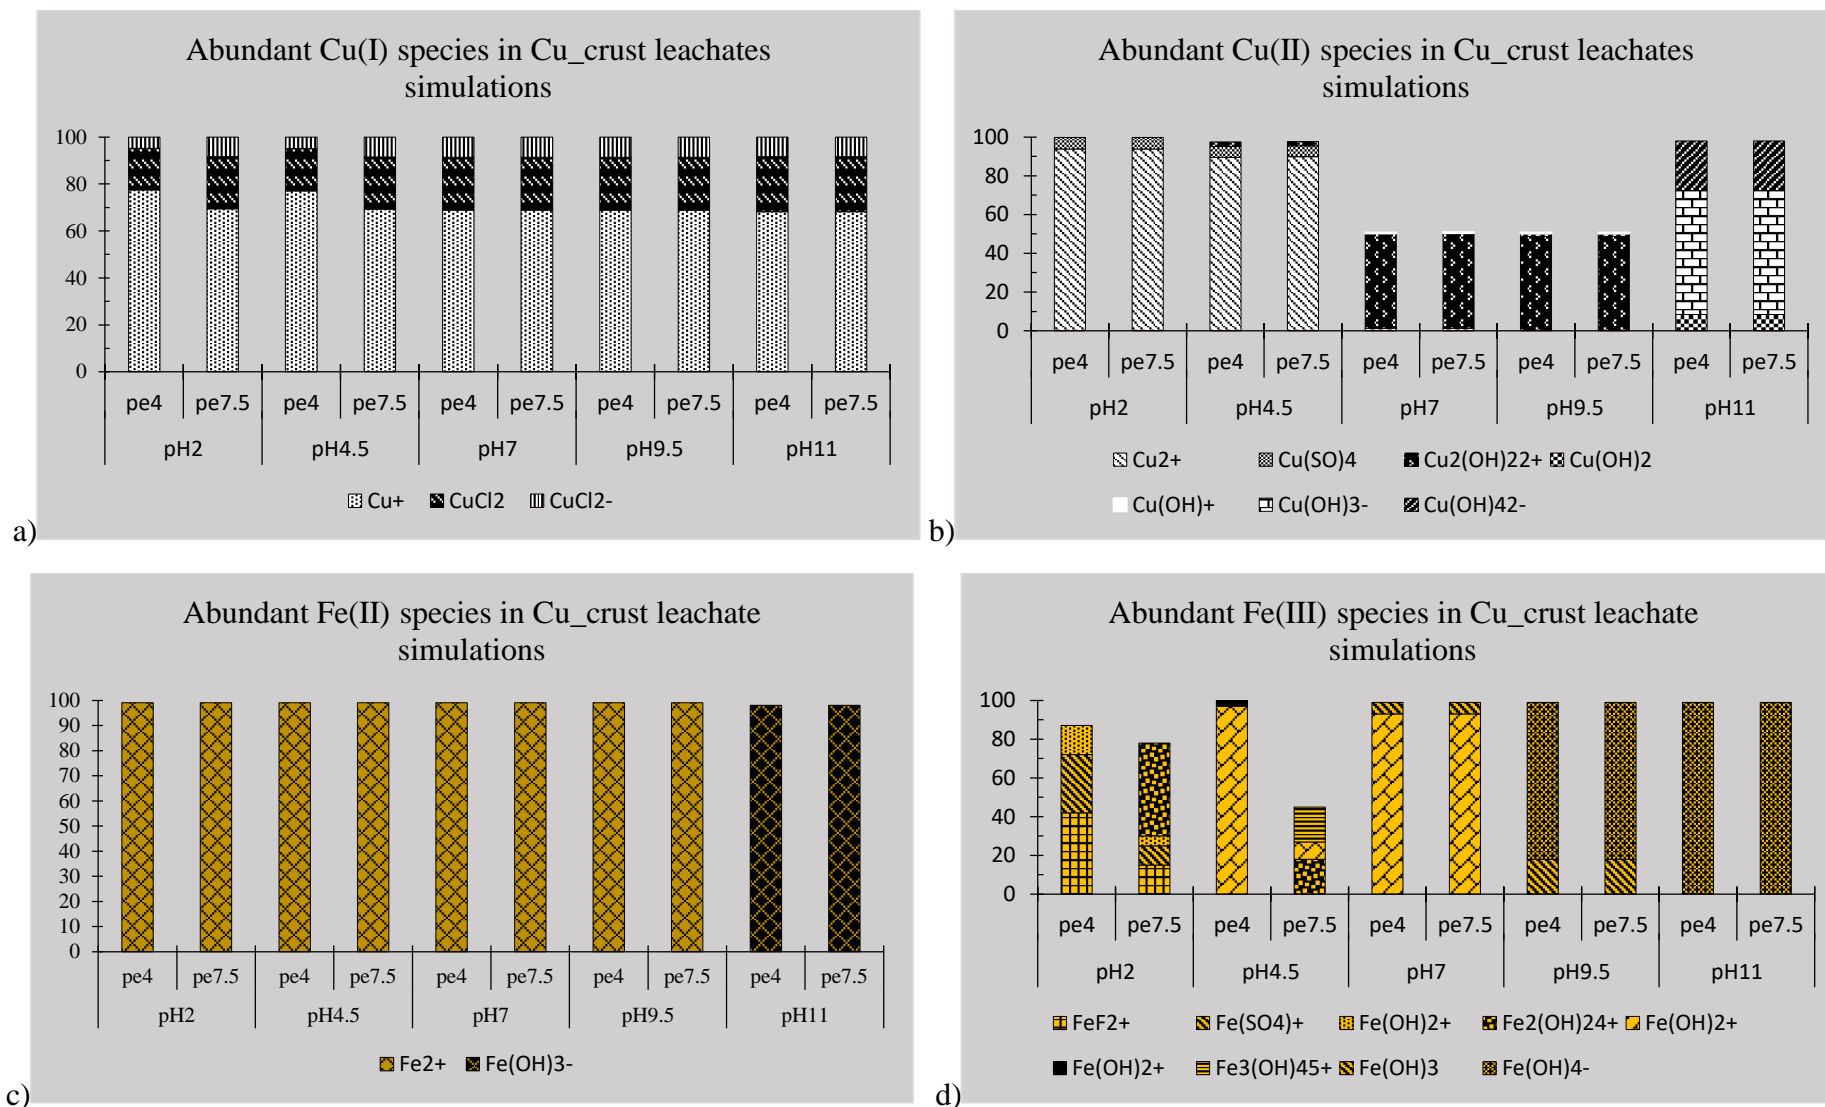 Abundant Cu(I) species in Cu_crust leachates
simulations
100
80
60
40
20
0
pe4 pe7.5 pe4 pe7.5 pe4 pe7.5 pe4 pe7.5 pe4 pe7.5
pH2 pH4.5 pH7 pH9.5 pH11
Cu+ CuCl2 CuCl2-
a)
Abundant Cu(II) species in Cu_crust leachates
simulations
100
80
60
40
20
0
pe4 pe7.5 pe4 pe7.5 pe4 pe7.5 pe4 pe7.5 pe4 pe7.5
pH2 pH4.5 pH7 pH9.5 pH11
Cu2+ Cu(SO)4 Cu2(OH)22+ Cu(OH)2
Cu(OH)+ Cu(OH)3- Cu(OH)42-
b)
Abundant Fe(II) species in Cu_crust leachate
simulations
100
90
80
70
60
50
40
30
20
10
0
pe4 pe7.5 pe4 pe7.5 pe4 pe7.5 pe4 pe7.5 pe4 pe7.5
pH2 pH4.5 pH7 pH9.5 pH11
Fe2+ Fe(OH)3-
c)
Abundant Fe(III) species in Cu_crust leachate
simulations
100
80
60
40
20
0
pe4 pe7.5 pe4 pe7.5 pe4 pe7.5 pe4 pe7.5 pe4 pe7.5
pH2 pH4.5 pH7 pH9.5 pH11
FeF2+ Fe(SO4)+ Fe(OH)2+ Fe2(OH)24+ Fe(OH)2+
Fe(OH)2+ Fe3(OH)45+ Fe(OH)3 Fe(OH)4-
d)